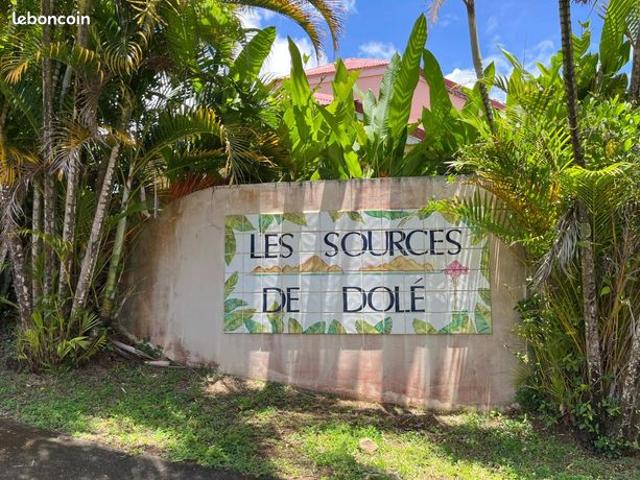 leboncoin
LES SOURCES
DE DOLÉ